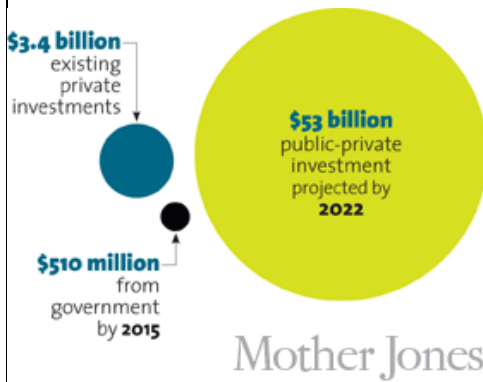 $3.4 billion
existing
private
investments
$53 billion
public-private
investment
projected by
2022
$510 million
from
government
by 2015
Mother Jones